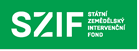 SZIF
STÁTNÍ
ZEMĚDĚLSKÝ
INTERVENČNÍ
FOND